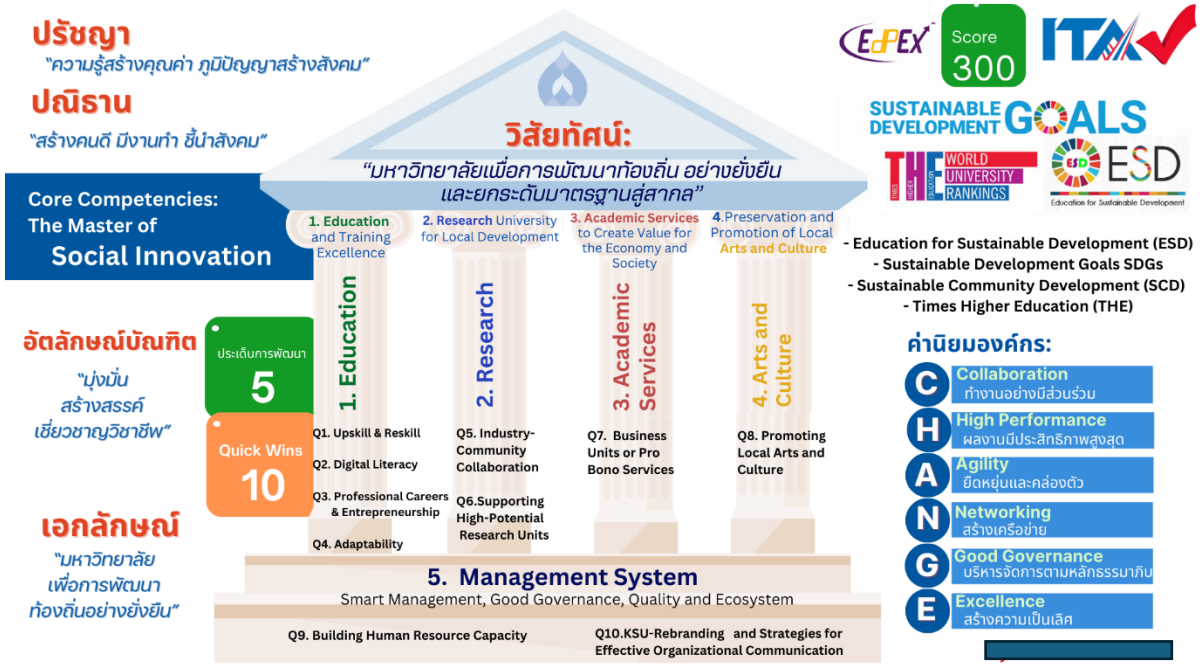 ปรัชญา
“ความรู้สร้างคุณค่า ภูมิปัญญาสร้างสังคม”
ปณิธาน
“สร้างคนดี มีงานทำ ชี้นำสังคม”
Core Competencies:
The Master of
Social Innovation
อัตลักษณ์บัณฑิต
“มุ่งมั่น
สร้างสรรค์
เชี่ยวชาญวิชาชีพ”
เอกลักษณ์
“มหาวิทยาลัย
เพื่อการพัฒนา
ท้องถิ่นอย่างยั่งยืน”
ประเด็นการพัฒนา
5
Quick Wins
10
วิสัยทัศน์:
“มหาวิทยาลัยเพื่อการพัฒนาท้องถิ่น อย่างยั่งยืน
และยกระดับมาตรฐานสู่สากล”
1. Education
and Training
Excellence
2. Research University
for Local Development
3. Academic Services
to Create Value for
the Economy and
Society
4.Preservation and
Promotion of Local
Arts and Culture
1. Education
2. Research
3. Academic
Services
4. Arts and
Culture
Q1. Upskill & Reskill
Q2. Digital Literacy
Q3. Professional Careers
& Entrepreneurship
Q4. Adaptability
Q5. Industry-
Community
Collaboration
Q6.Supporting
High-Potential
Research Units
Q7. Business
Units or Pro
Bono Services
Q8. Promoting
Local Arts and
Culture
5. Management System
Smart Management, Good Governance, Quality and Ecosystem
Q9. Building Human Resource Capacity
Q10.KSU-Rebranding and Strategies for
Effective Organizational Communication
EdPEX
Score
300
ITA
SUSTAINABLE
DEVELOPMENT GOALS
THE
TIMES
HIGHER
EDUCATION
WORLD
UNIVERSITY
RANKINGS
ESD
ESD
Education for Sustainable Development
- Education for Sustainable Development (ESD)
- Sustainable Development Goals SDGs
- Sustainable Community Development (SCD)
- Times Higher Education (THE)
ค่านิยมองค์กร:
C
Collaboration
ทำงานอย่างมีส่วนร่วม
H
High Performance
ผลงานมีประสิทธิภาพสูงสุด
A
Agility
ยืดหยุ่นและคล่องตัว
N
Networking
สร้างเครือข่าย
G
Good Governance
บริหารจัดการตามหลักธรรมาภิบ
E
Excellence
สร้างความเป็นเลิศ